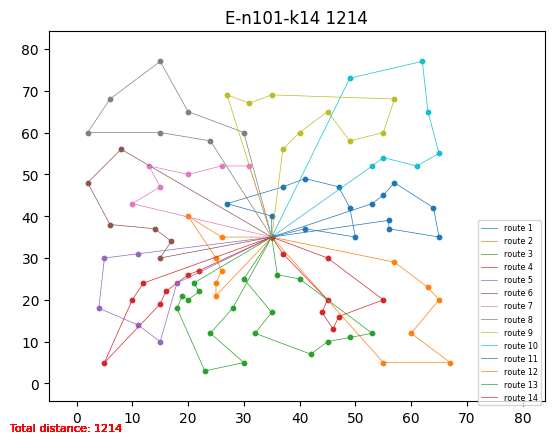 E-n101-k14 1214
80
70
60
50
40
30
20
10
0
0 10 20 30 40 50 60 70 80
route 1
route 2
route 3
route 4
route 5
route 6
route 7
route 8
route 9
route 10
route 11
route 12
route 13
route 14
Total distance: 1214